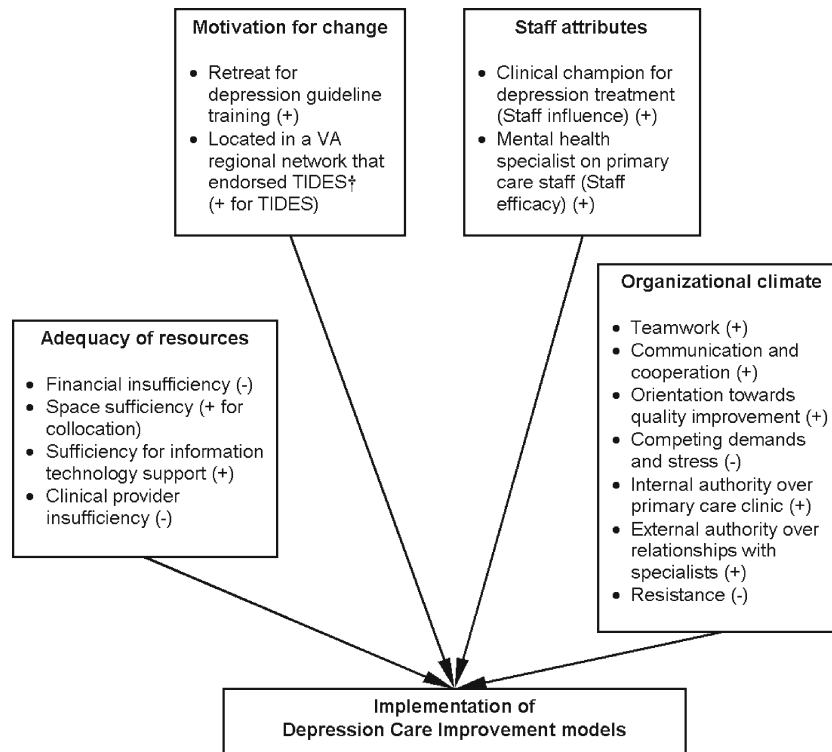 Motivation for change
• Retreat for
depression guideline
training (+)
• Located in a VA
regional network that
endorsed TIDES†
(+ for TIDES)
Staff attributes
• Clinical champion for
depression treatment
(Staff influence) (+)
• Mental health
specialist on primary
care staff (Staff
efficacy) (+)
Adequacy of resources
• Financial insufficiency (-)
• Space sufficiency (+ for
collocation)
• Sufficiency for information
technology support (+)
• Clinical provider
insufficiency (-)
Organizational climate
• Teamwork (+)
• Communication and
cooperation (+)
• Orientation towards
quality improvement (+)
• Competing demands
and stress (-)
• Internal authority over
primary care clinic (+)
• External authority over
relationships with
specialists (+)
• Resistance (-)
Implementation of
Depression Care Improvement models